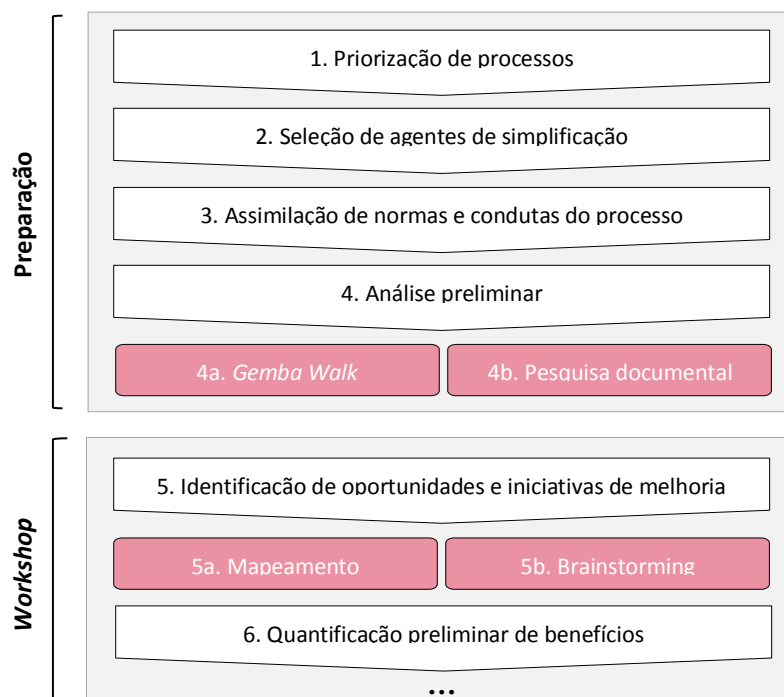 Preparação
1. Priorização de processos
2. Seleção de agentes de simplificação
3. Assimilação de normas e condutas do processo
4. Análise preliminar
4a. Gemba Walk
4b. Pesquisa documental
Workshop
5. Identificação de oportunidades e iniciativas de melhoria
5a. Mapeamento
5b. Brainstorming
6. Quantificação preliminar de benefícios
...